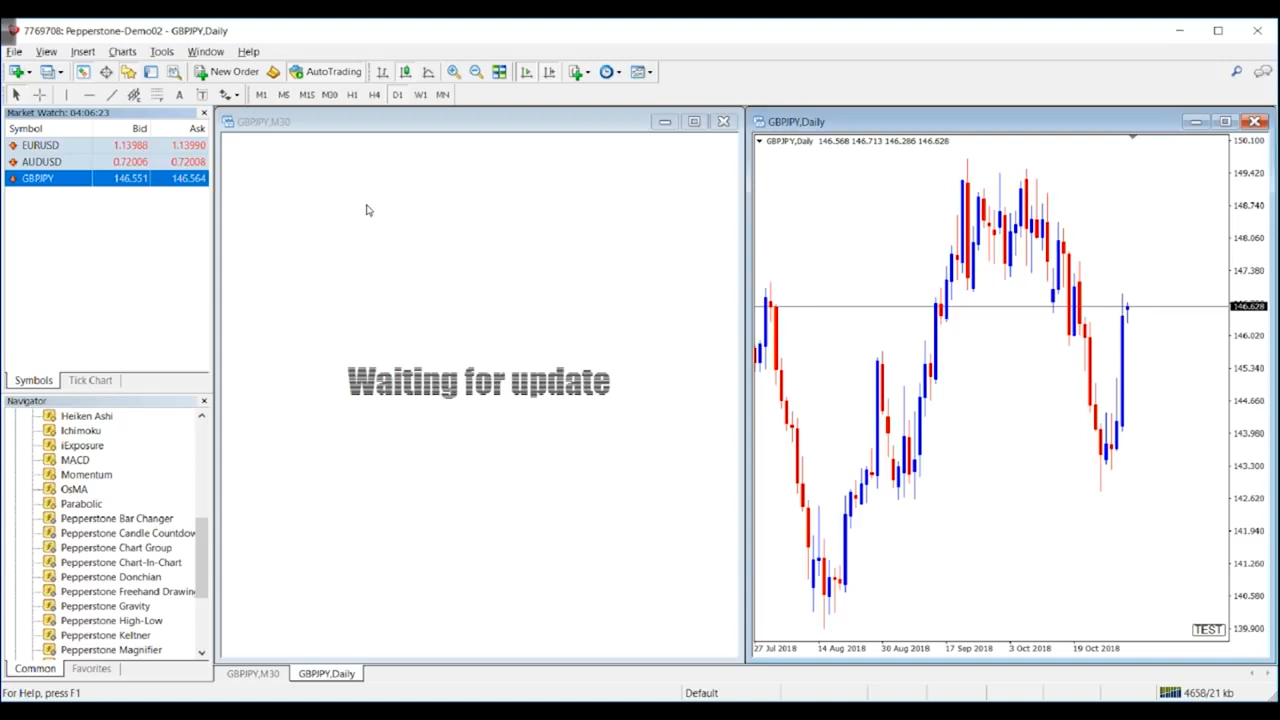 7769708: Pepperstone-Demo02 - GBPJPY,Daily
File View Insert Charts Tools Window Help
New Order AutoTrading
A T M1 M5 M15 M30 H1 H4 D1 W1 MN
Market Watch: 04:06:23
Symbol Bid Ask
EURUSD 1.13988 1.13990
AUDUSD 0.72006 0.72008
GBPJPY 146.551 146.564
Symbols Tick Chart
Navigator
Heiken Ashi
Ichimoku
iExposure
MACD
Momentum
OsMA
Parabolic
Pepperstone Bar Changer
Pepperstone Candle Countdow
Pepperstone Chart Group
Pepperstone Chart-In-Chart
Pepperstone Donchian
Pepperstone Freehand Drawing
Pepperstone Gravity
Pepperstone High-Low
Pepperstone Keltner
Pepperstone Magnifier
Common Favorites
GBPJPY,M30
Waiting for update
GBPJPY,Daily
GBPJPY,Daily 146.568 146.713 146.286 146.628
150.100
149.420
148.740
148.060
147.380
146.628
146.020
145.340
144.660
143.980
143.300
142.620
141.940
141.260
140.580
139.900
TEST
27 Jul 2018 14 Aug 2018 30 Aug 2018 17 Sep 2018 3 Oct 2018 19 Oct 2018
GBPJPY,M30 GBPJPY,Daily
For Help, press F1 Default 4658/21 kb